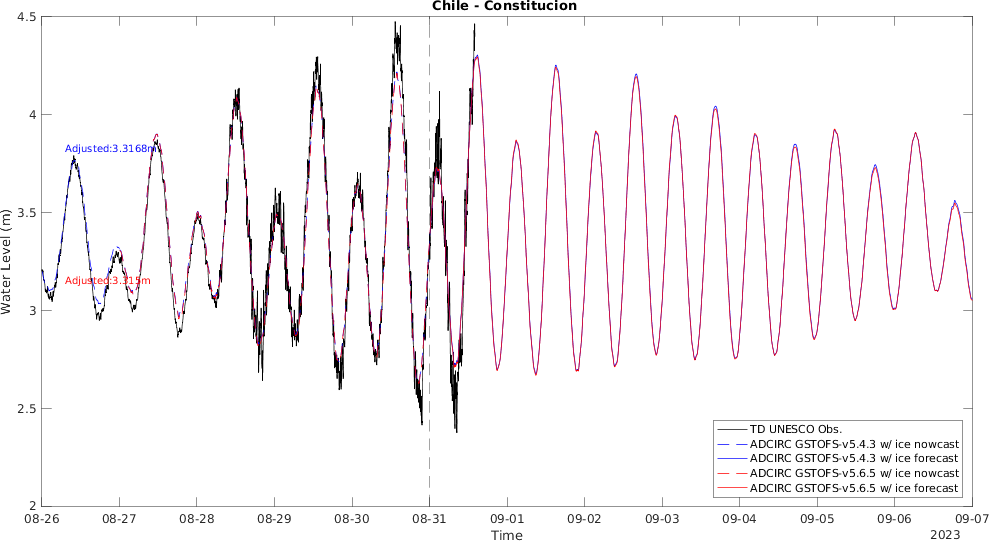 Chile - Constitucion
4.5
4
3.5
3
2.5
2
Water Level (m)
Adjusted:3.3168m
Adjusted:3.315m
TD UNESCO Obs.
ADCIRC GSTOFS-v5.4.3 w/ ice nowcast
ADCIRC GSTOFS-v5.4.3 w/ ice forecast
ADCIRC GSTOFS-v5.6.5 w/ ice nowcast
ADCIRC GSTOFS-v5.6.5 w/ ice forecast
08-26 08-27 08-28 08-29 08-30 08-31 09-01 09-02 09-03 09-04 09-05 09-06 09-07
Time
2023